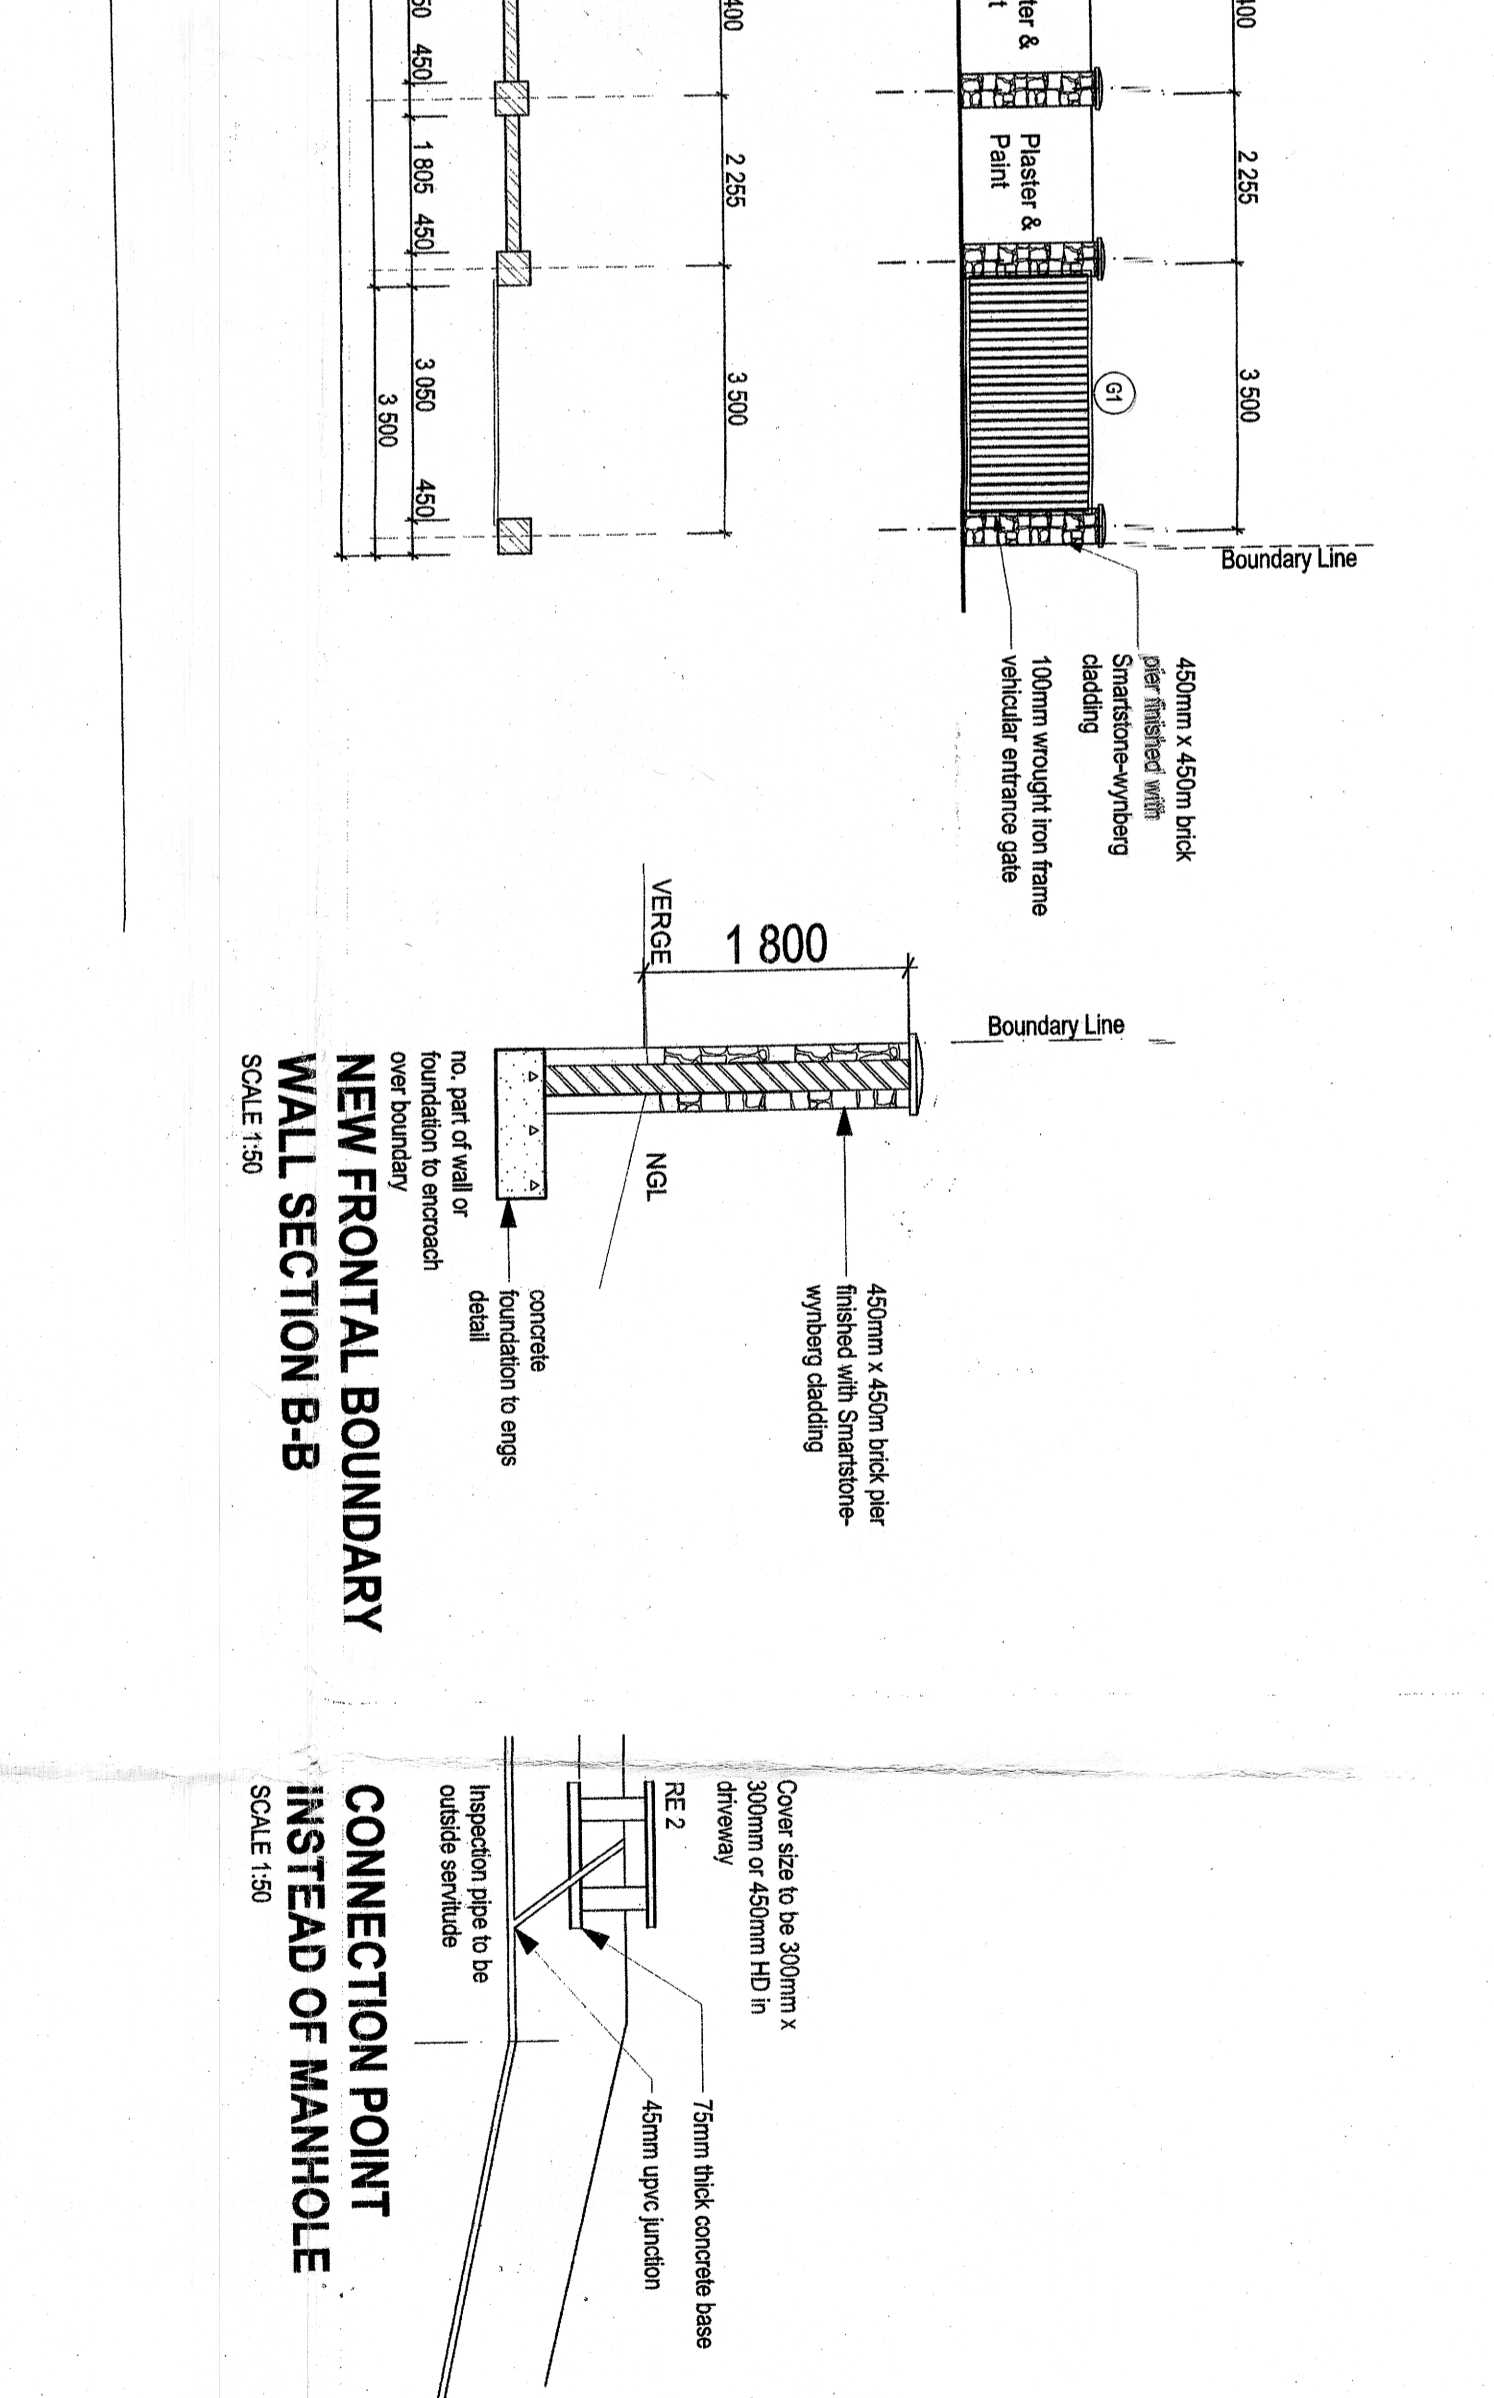 400
2 255
3 500
Plaster &
Paint
ter &
t
G1
Boundary Line
450mm x 450m brick
pier finished with
Smartstone-wynberg
cladding
100mm wrought iron frame
vehicular entrance gate
400
2 255
3 500
50
450
1 805
450
3 050
450
3 500
Boundary Line
1 800
VERGE
NGL
450mm x 450m brick pier
finished with Smartstone-
wynberg cladding
concrete
foundation to engs
detail
no. part of wall or
foundation to encroach
over boundary
NEW FRONTAL BOUNDARY
WALL SECTION B-B
SCALE 1:50
Cover size to be 300mm x
300mm or 450mm HD in
driveway
RE 2
75mm thick concrete base
45mm upvc junction
Inspection pipe to be
outside servitude
CONNECTION POINT
INSTEAD OF MANHOLE
SCALE 1:50